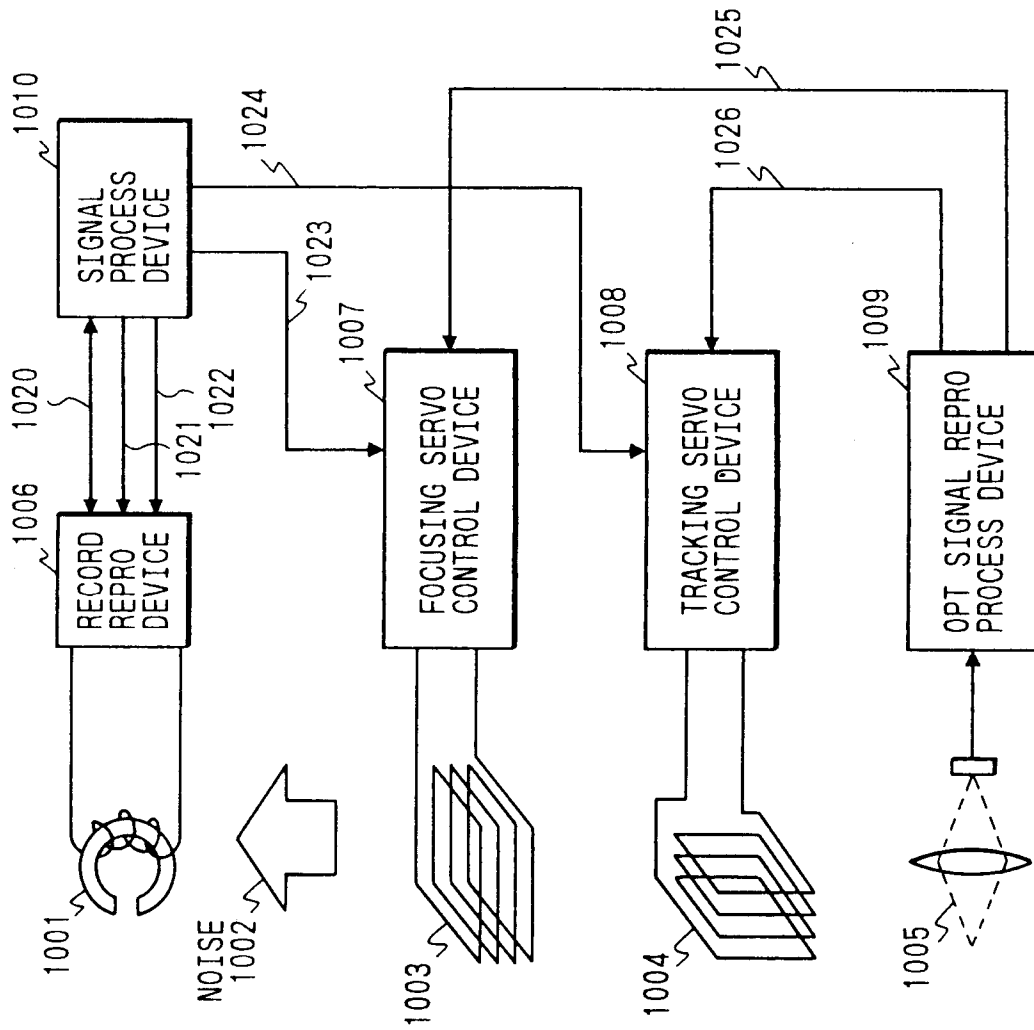 1001
1006
RECORD
REPRO
DEVICE
1020
1021
1022
1010
SIGNAL
PROCESS
DEVICE
1024
1023
NOISE
1002
1003
1007
FOCUSING SERVO
CONTROL DEVICE
1025
1026
1004
1008
TRACKING SERVO
CONTROL DEVICE
1005
1009
OPT SIGNAL REPRO
PROCESS DEVICE